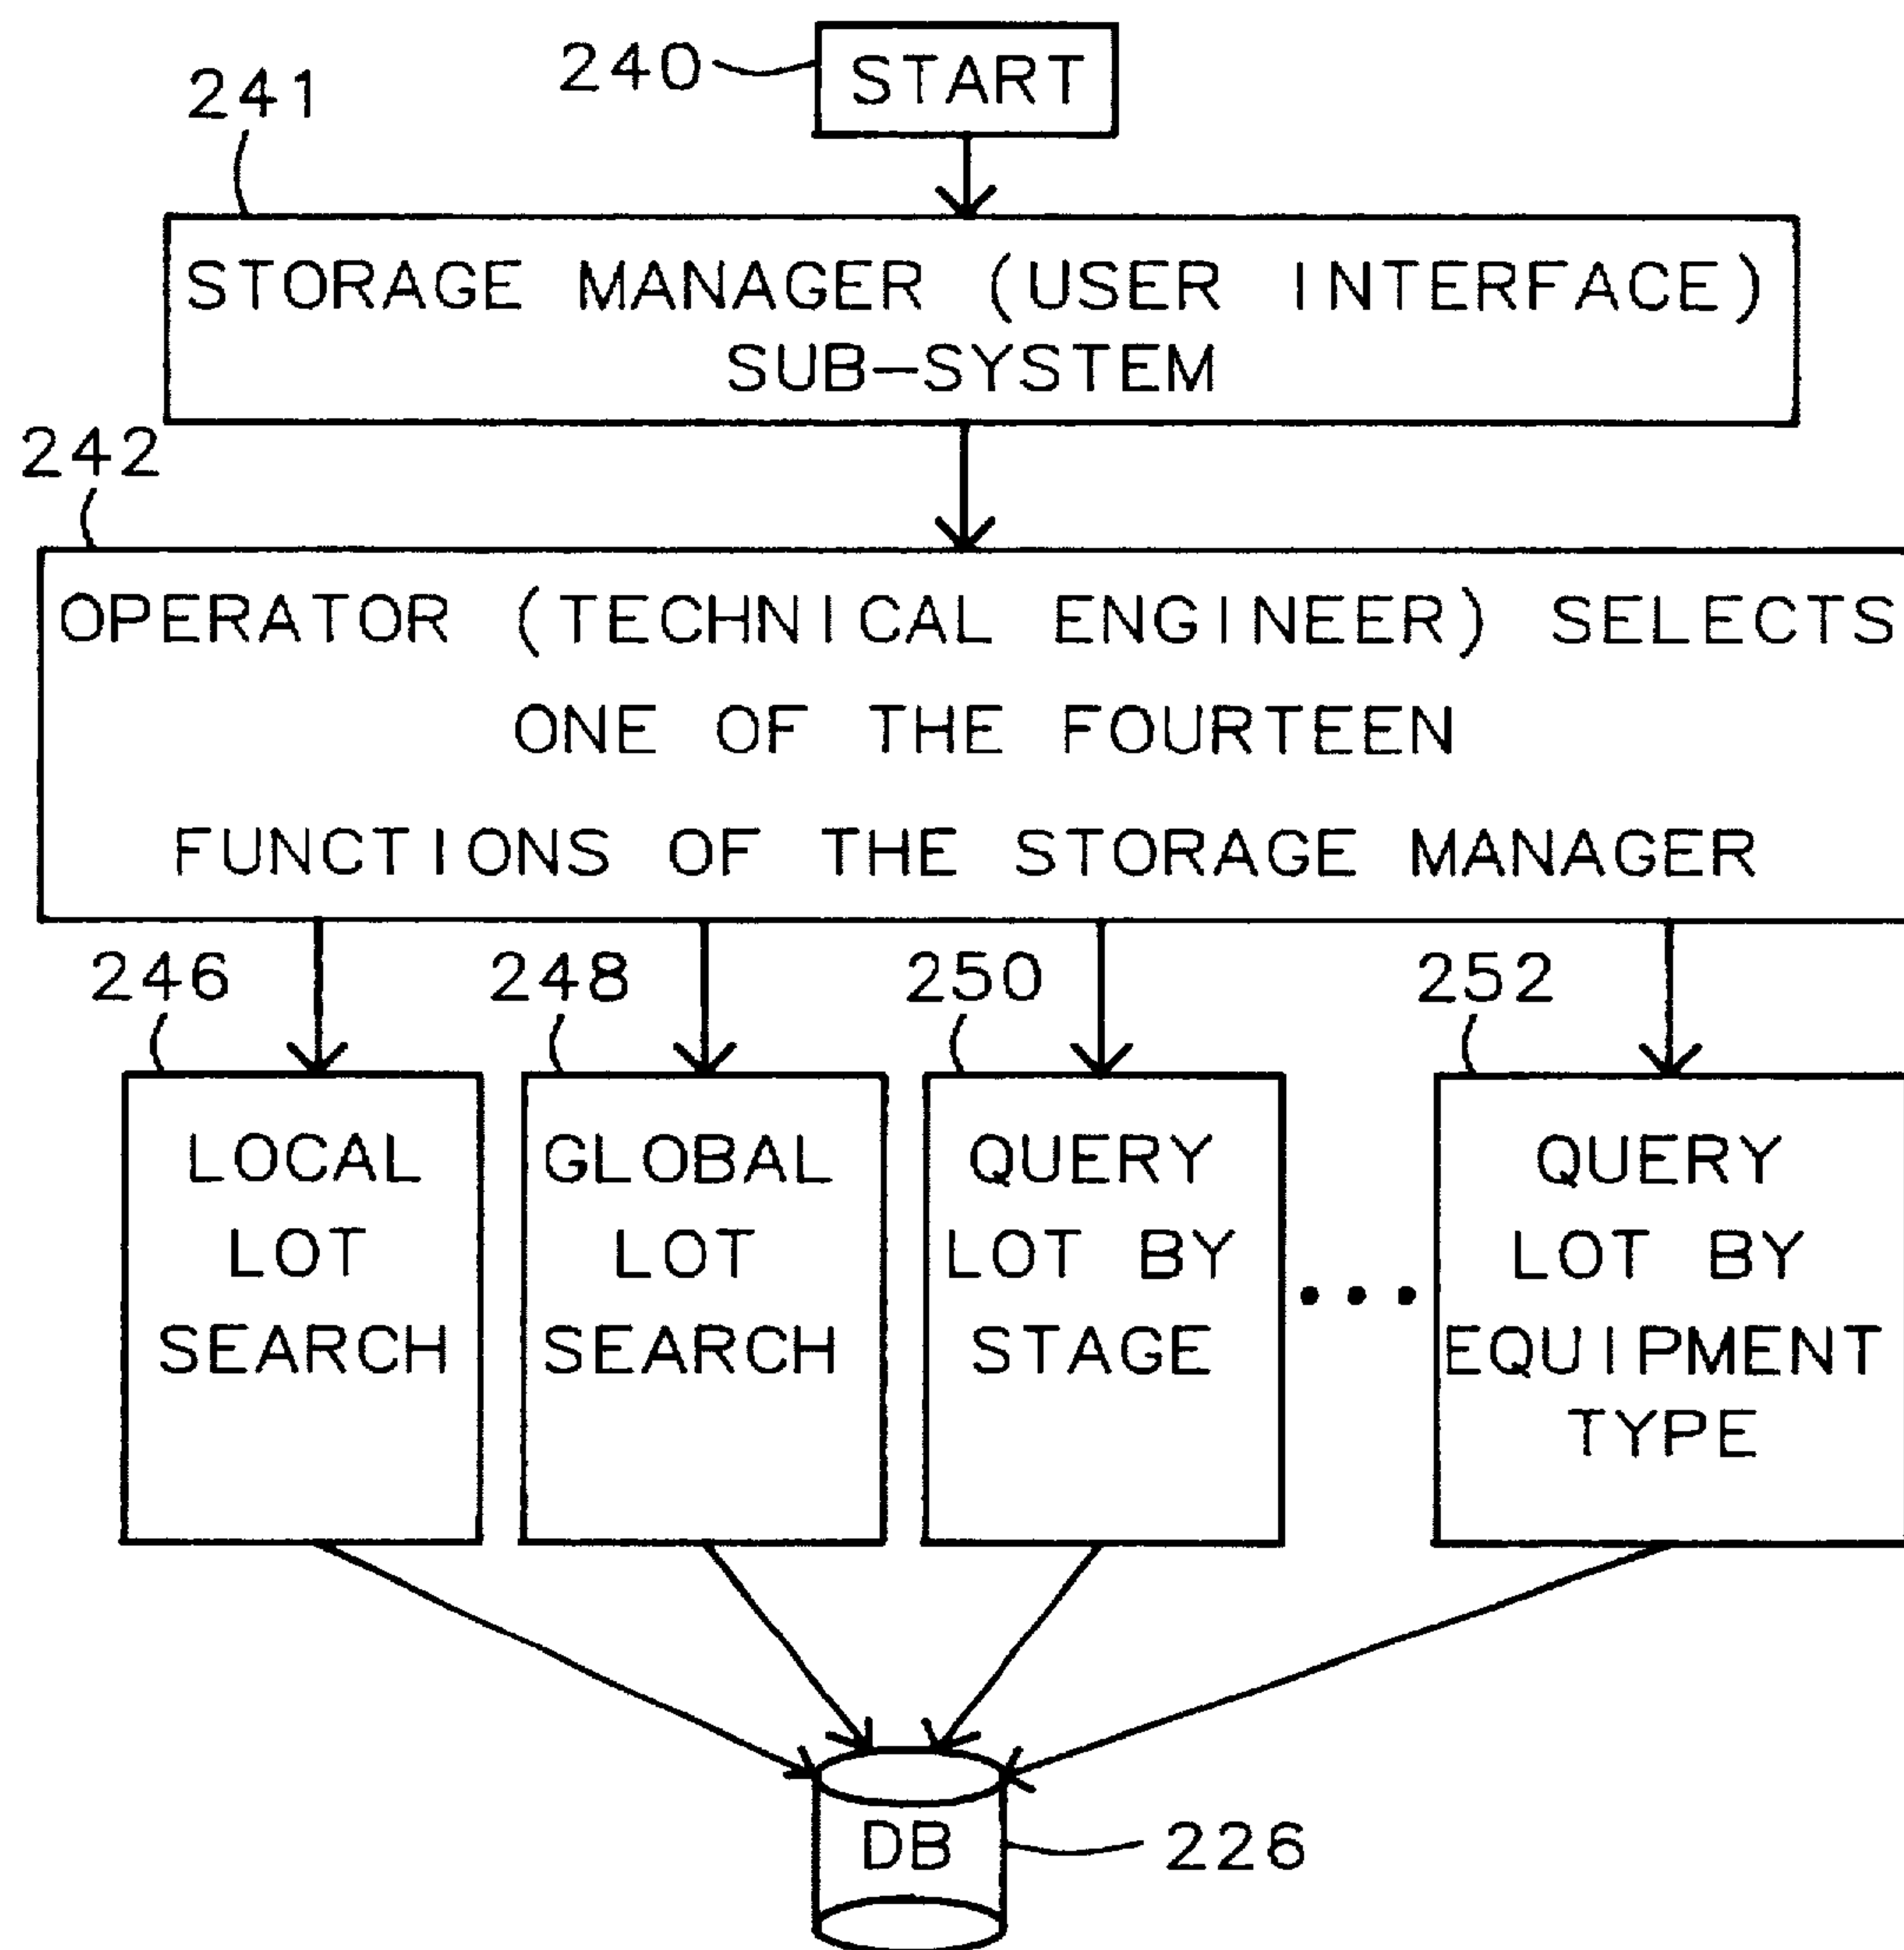 240
START
241
STORAGE MANAGER (USER INTERFACE)
SUB-SYSTEM
242
OPERATOR (TECHNICAL ENGINEER) SELECTS
ONE OF THE FOURTEEN
FUNCTIONS OF THE STORAGE MANAGER
246
LOCAL
LOT
SEARCH
248
GLOBAL
LOT
SEARCH
250
QUERY
LOT BY
STAGE
•••
252
QUERY
LOT BY
EQUIPMENT
TYPE
DB
226